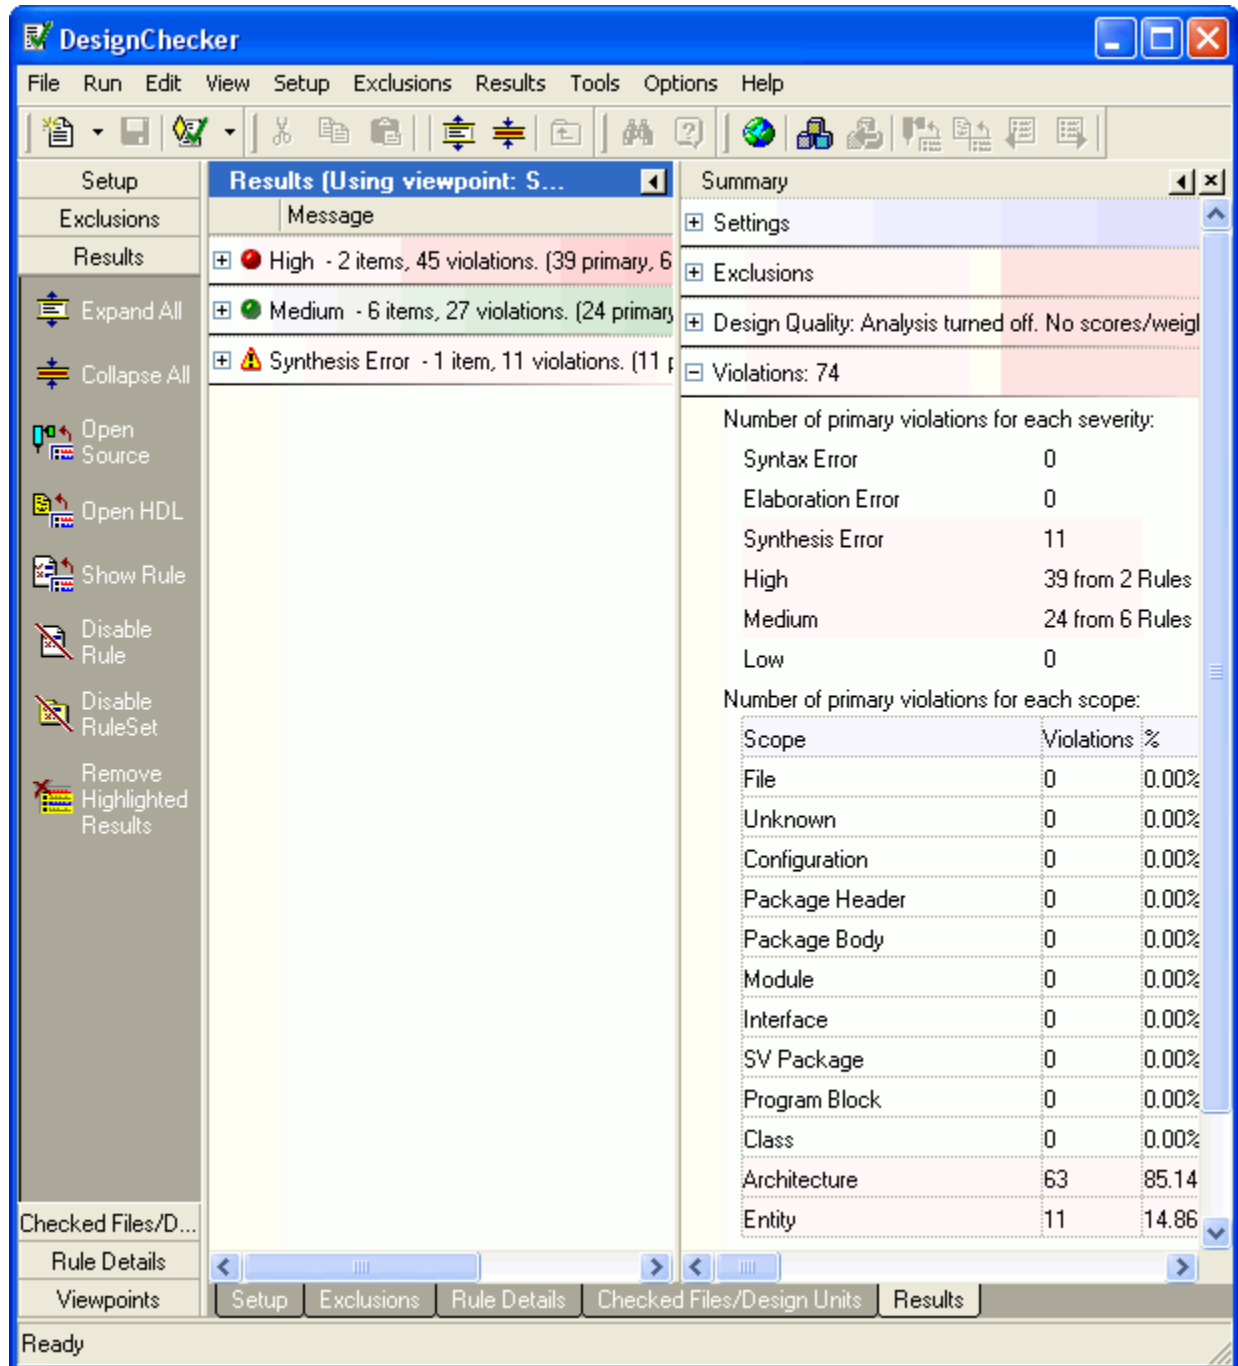 DesignChecker
File Run Edit View Setup Exclusions Results Tools Options Help
Setup
Exclusions
Results
Expand All
Collapse All
Open
Source
Open HDL
Show Rule
Disable
Rule
Disable
RuleSet
Remove
Highlighted
Results
Checked Files/D...
Rule Details
Viewpoints
Results (Using viewpoint: S...
Message
High - 2 items, 45 violations. (39 primary, 6
Medium - 6 items, 27 violations. (24 primary
Synthesis Error - 1 item, 11 violations. (11 p
Summary
Settings
Exclusions
Design Quality: Analysis turned off. No scores/weigl
Violations: 74
Number of primary violations for each severity:
Syntax Error 0
Elaboration Error 0
Synthesis Error 11
High 39 from 2 Rules
Medium 24 from 6 Rules
Low 0
Number of primary violations for each scope:
Scope Violations %
File 0 0.00%
Unknown 0 0.00%
Configuration 0 0.00%
Package Header 0 0.00%
Package Body 0 0.00%
Module 0 0.00%
Interface 0 0.00%
SV Package 0 0.00%
Program Block 0 0.00%
Class 0 0.00%
Architecture 63 85.14
Entity 11 14.86
Setup Exclusions Rule Details Checked Files/Design Units Results
Ready